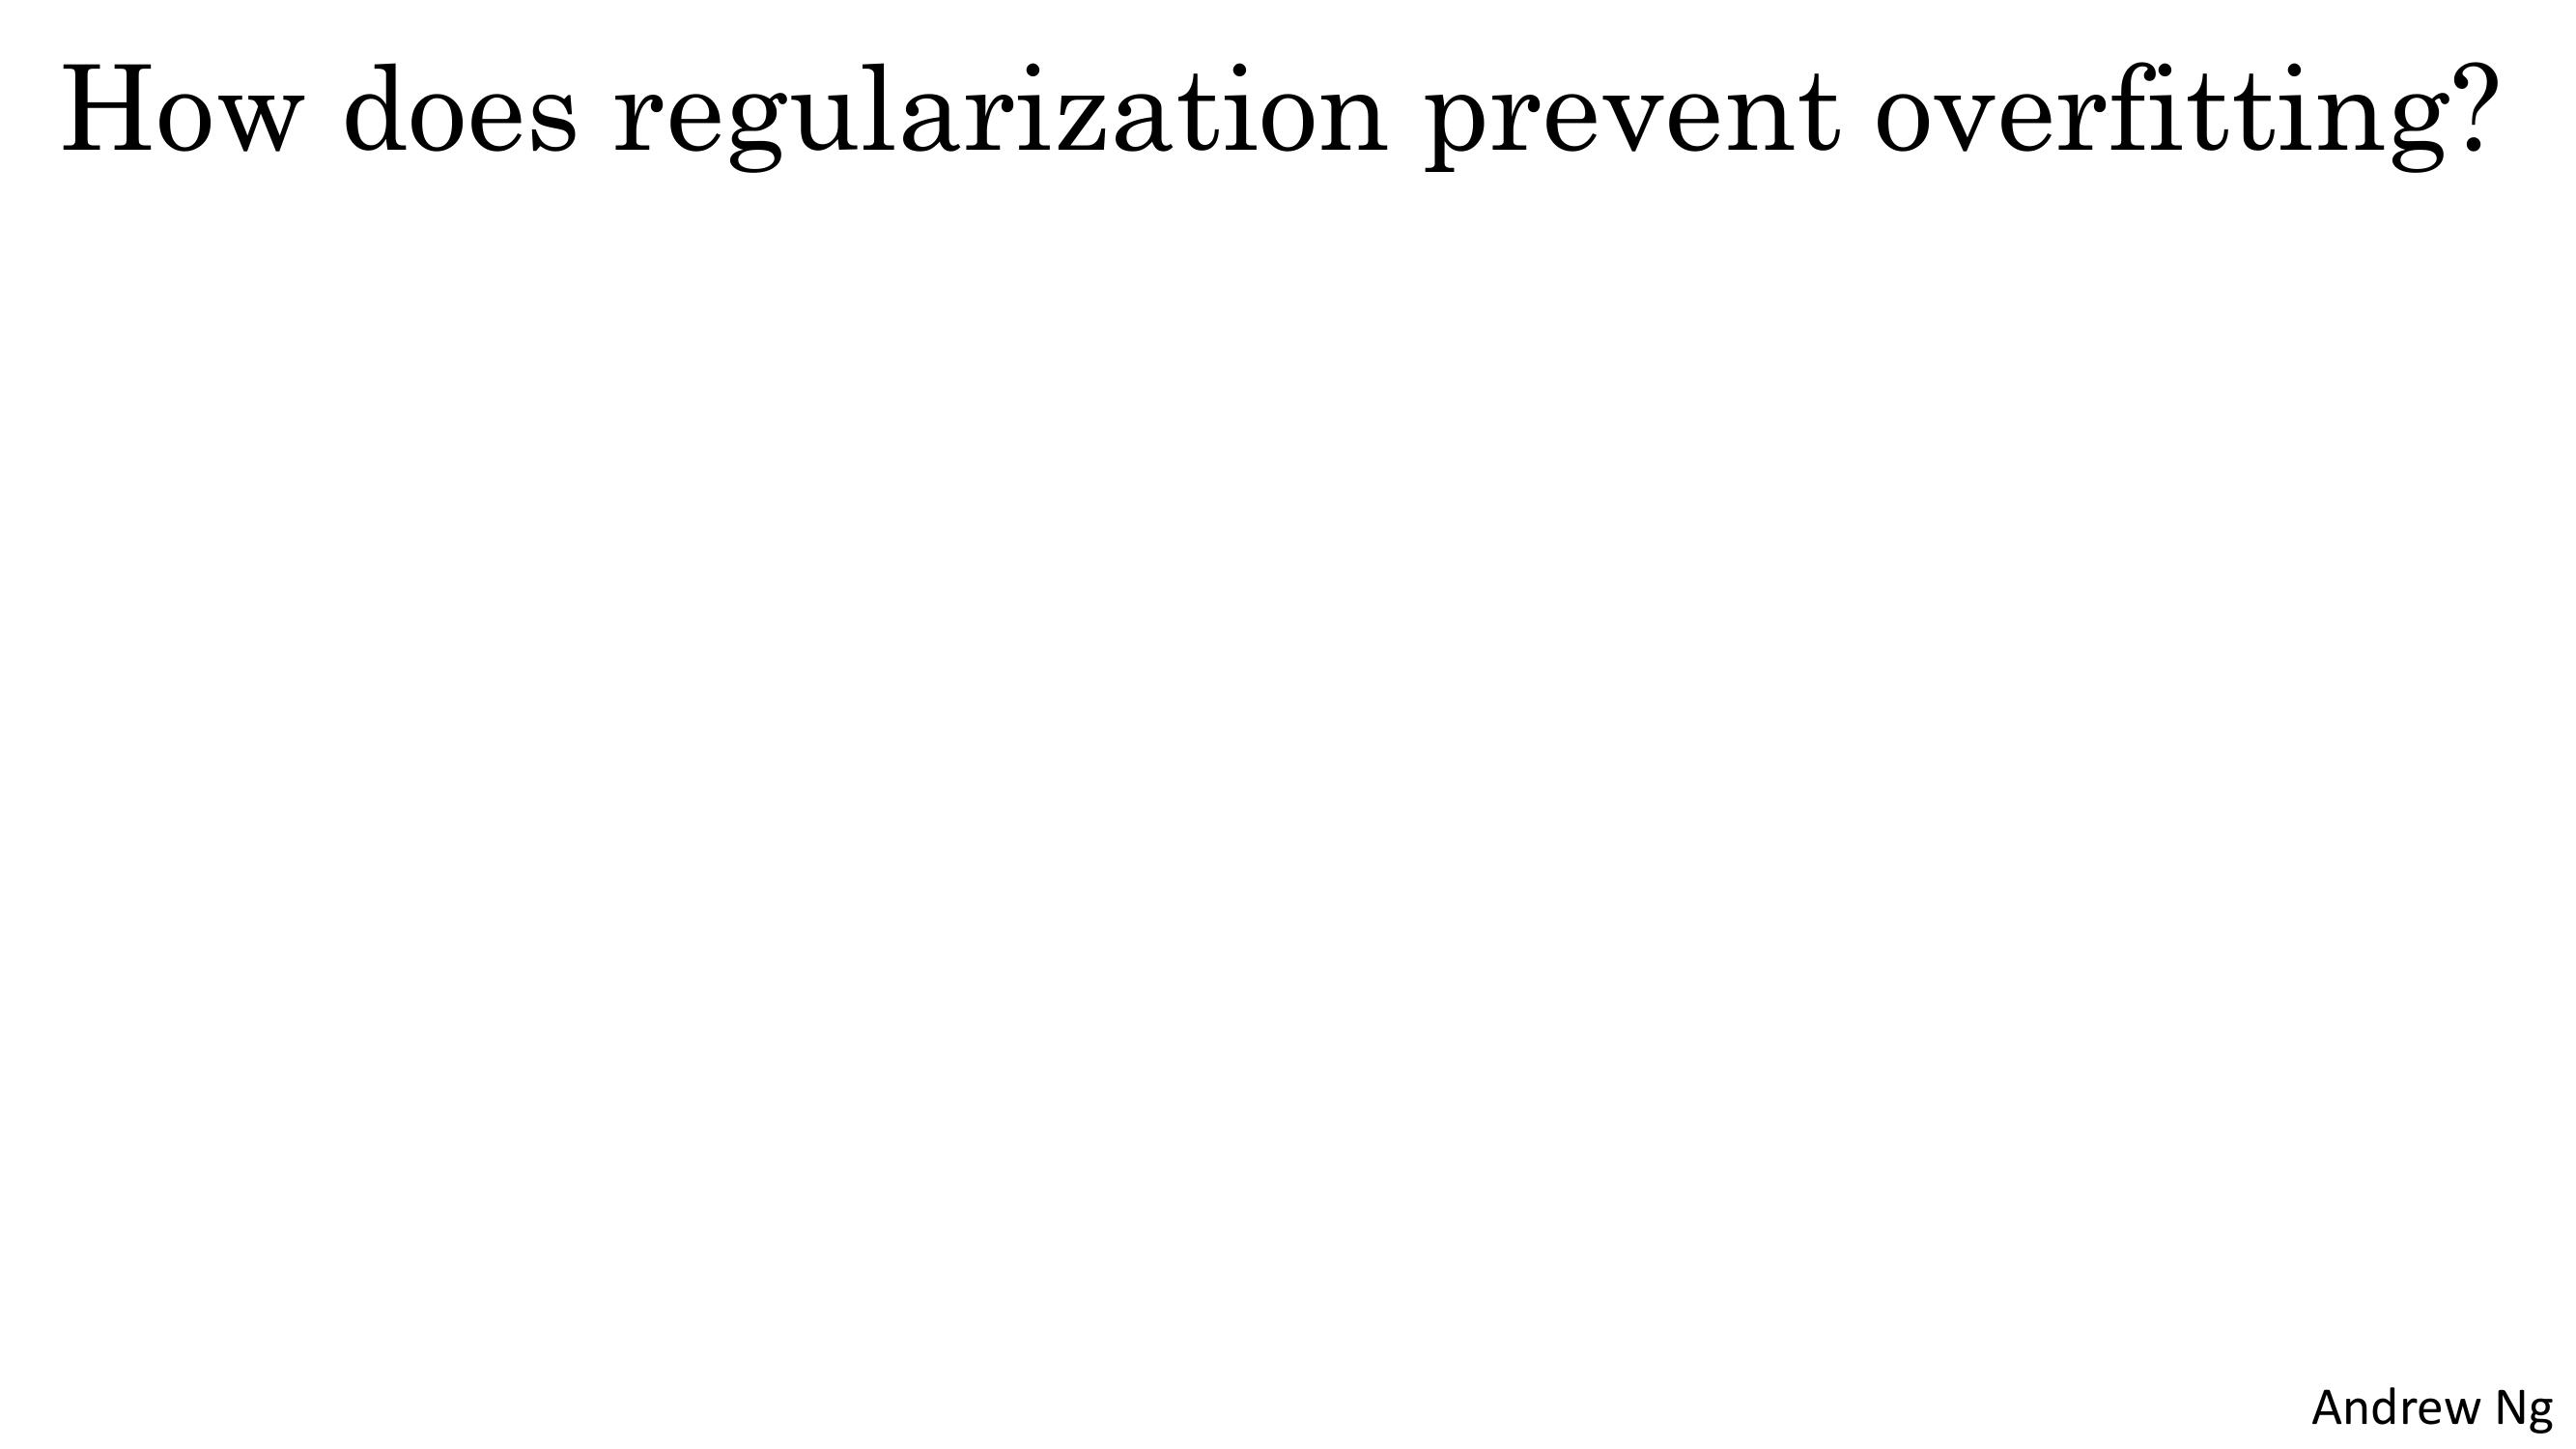 How does regularization prevent overfitting?
Andrew Ng